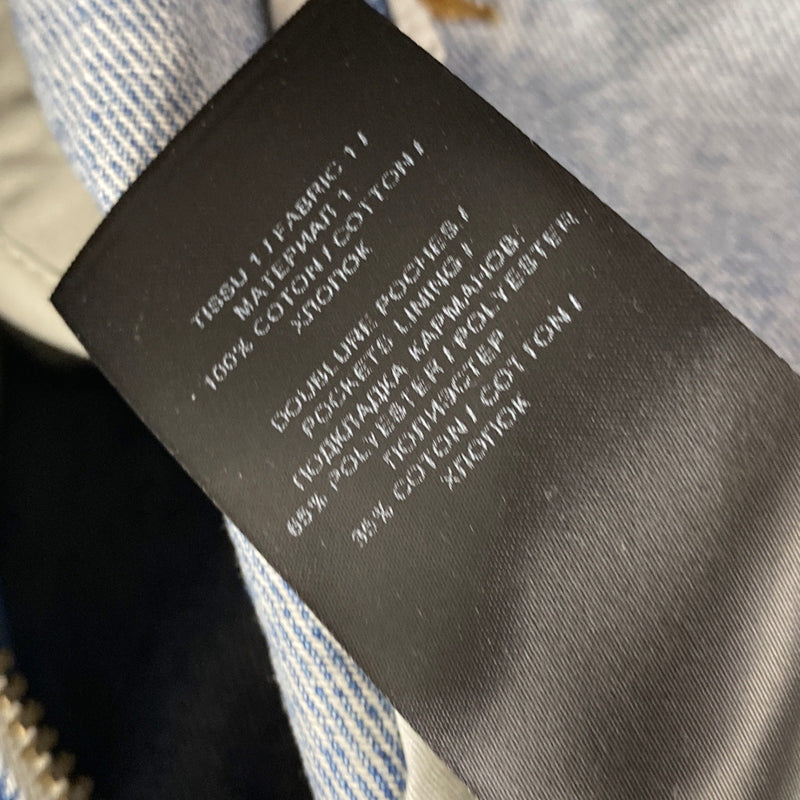 TISSU 1 / FABRIC 1 /
МАТЕРИАЛ 1
100% COTON / COTTON /
ХЛОПОК
DOUBLURE POCHES /
POCKETS LINING /
ПОДКЛАДКА КАРМАНОВ:
65% POLYESTER / POLYESTER
ПОЛИЭСТЕР
35% COTON / COTTON /
ХЛОПОК